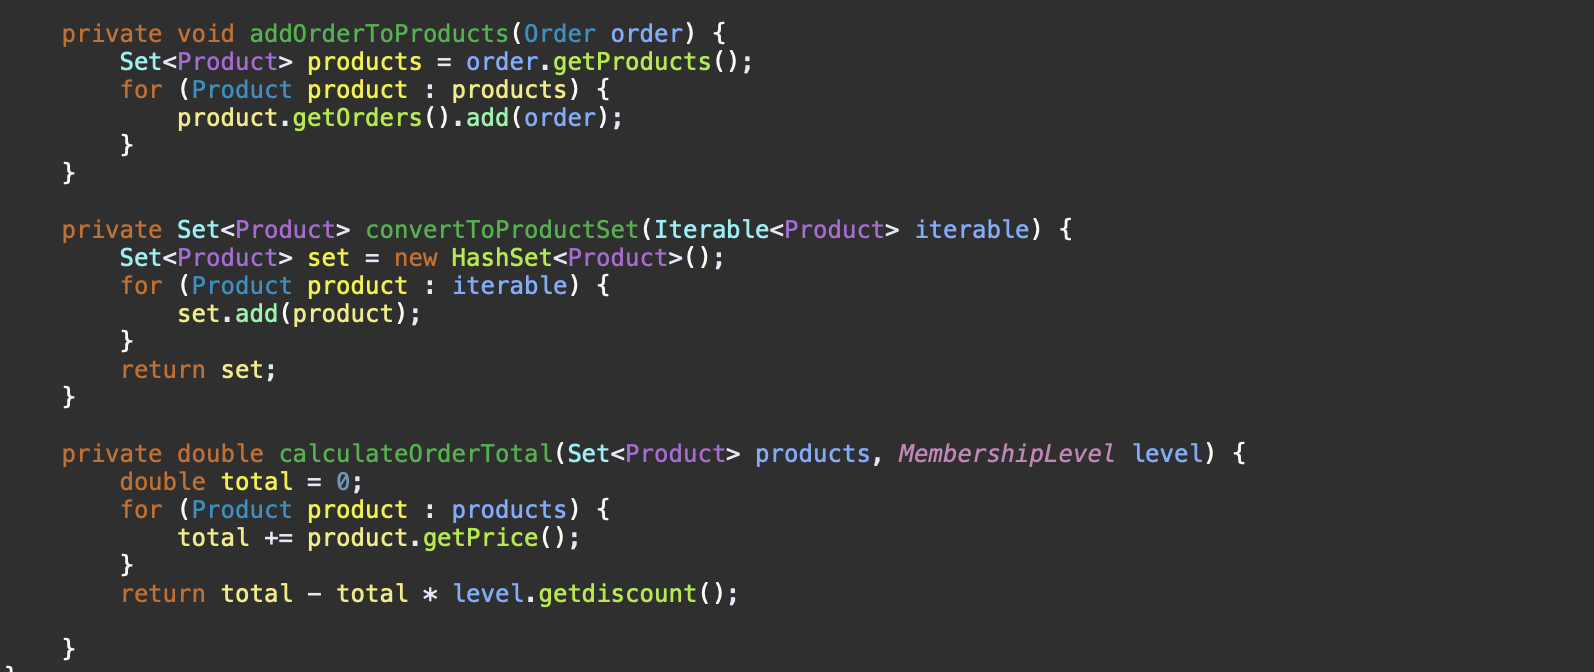 private void addOrderToProducts(Order order) {
Set<Product> products = order.getProducts();
for (Product product : products) {
product.getOrders().add(order);
}
}
private Set<Product> convertToProductSet(Iterable<Product> iterable) {
Set<Product> set = new HashSet<Product>();
for (Product product : iterable) {
set.add(product);
}
return set;
}
private double calculateOrderTotal(Set<Product> products, MembershipLevel level) {
double total = 0;
for (Product product : products) {
total += product.getPrice();
}
return total - total * level.getdiscount();
}
}